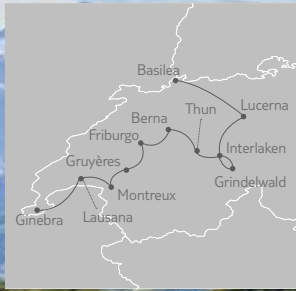 Basilea
Lucerna
Berna
Thun
Friburgo
Interlaken
Gruyères
Grindelwald
Montreux
Lausana
Ginebra